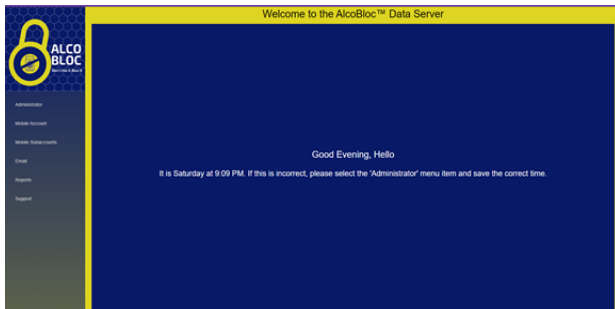 Welcome to the AlcoBloc™ Data Server
ALCO
BLOC
Administrator
Mobile Account
Mobile Subaccounts
Email
Reports
Support
Good Evening, Hello
It is Saturday at 9:09 PM. If this is incorrect, please select the 'Administrator' menu item and save the correct time.